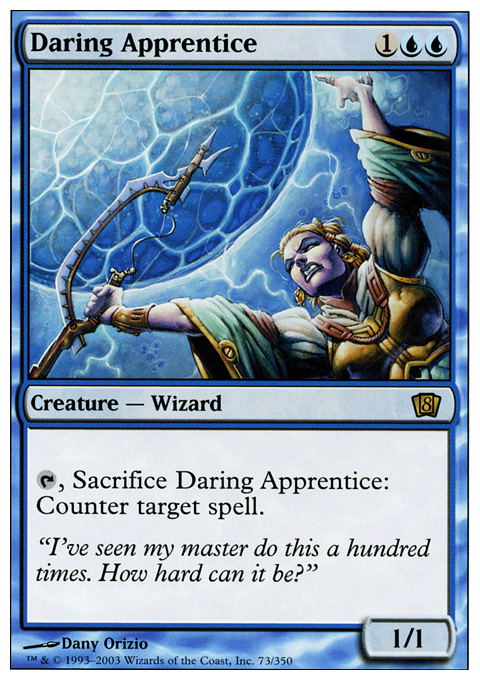 Daring Apprentice 1
Creature — Wizard
8
, Sacrifice Daring Apprentice:
Counter target spell.
“I've seen my master do this a hundred
times. How hard can it be?”
1/1
Dany Orizio
™ & © 1993–2003 Wizards of the Coast, Inc. 73/350